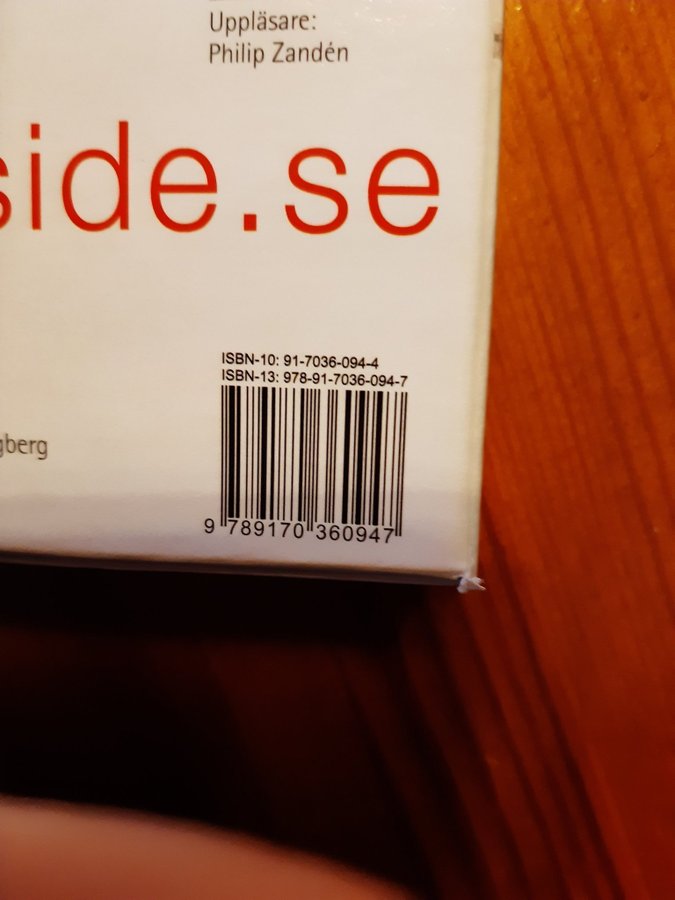 Uppläsare:
Philip Zandén
side.se
ISBN-10: 91-7036-094-4
ISBN-13: 978-91-7036-094-7
gberg
9 789170 360947